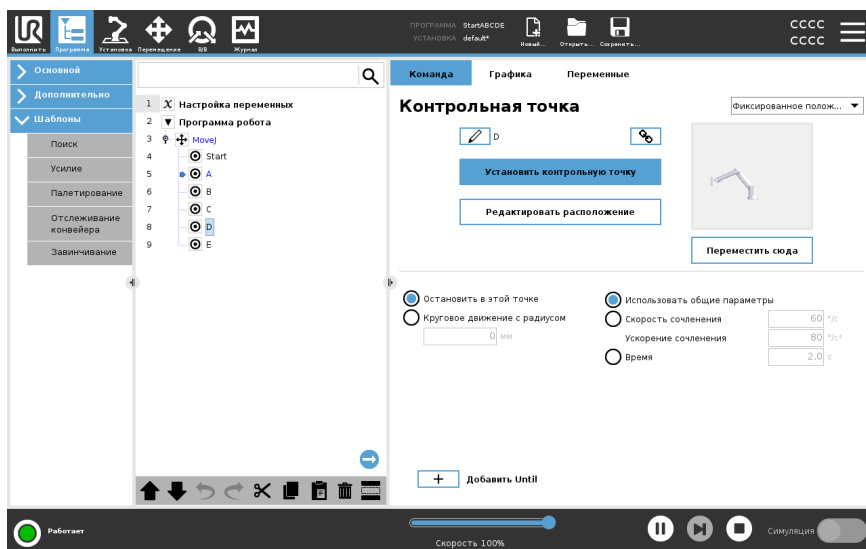 UR
ПРОГРАММА StartABCDE
УСТАНОВКА default*
CCCC
CCCC
Выполнить Программа Установка Перемещение В/В Журнал
Новый... Открыть... Сохранить...
Основной
Дополнительно
Шаблоны
Поиск
Усилие
Палетирование
Отслеживание
конвейера
Завинчивание
1 X Настройка переменных
2 Программа робота
3 MoveJ
4 Start
5 A
6 B
7 C
8 D
9 E
Команда Графика Переменные
Контрольная точка
Фиксированное полож...
D
Установить контрольную точку
Редактировать расположение
Переместить сюда
Остановить в этой точке
Круговое движение с радиусом
0 мм
Использовать общие параметры
Скорость сочленения 60 °/с
Ускорение сочленения 80 °/с²
Время 2,0 с
+ Добавить Until
Работает
Скорость 100%
Симуляция